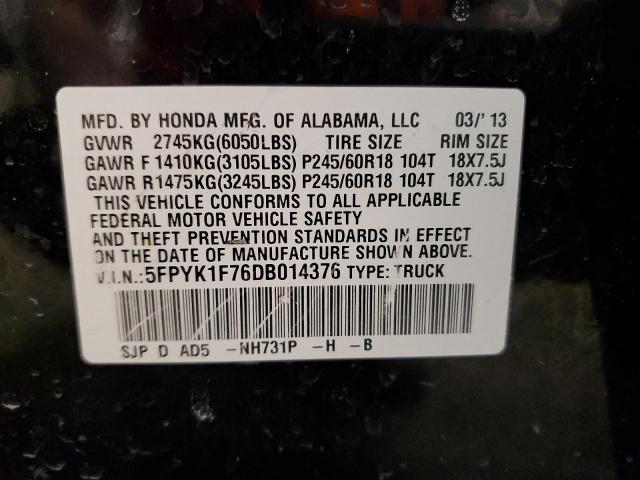 MFD. BY HONDA MFG. OF ALABAMA, LLC 03/'13
GVWR 2745KG(6050LBS) TIRE SIZE RIM SIZE
GAWR F 1410KG(3105LBS) P245/60R18 104T 18X7.5J
GAWR R1475KG(3245LBS) P245/60R18 104T 18X7.5J
THIS VEHICLE CONFORMS TO ALL APPLICABLE
FEDERAL MOTOR VEHICLE SAFETY
AND THEFT PREVENTION STANDARDS IN EFFECT
ON THE DATE OF MANUFACTURE SHOWN ABOVE.
V.I.N.:5FPYK1F76DB014376 TYPE: TRUCK
SJP D AD5 -NH731P -H -B